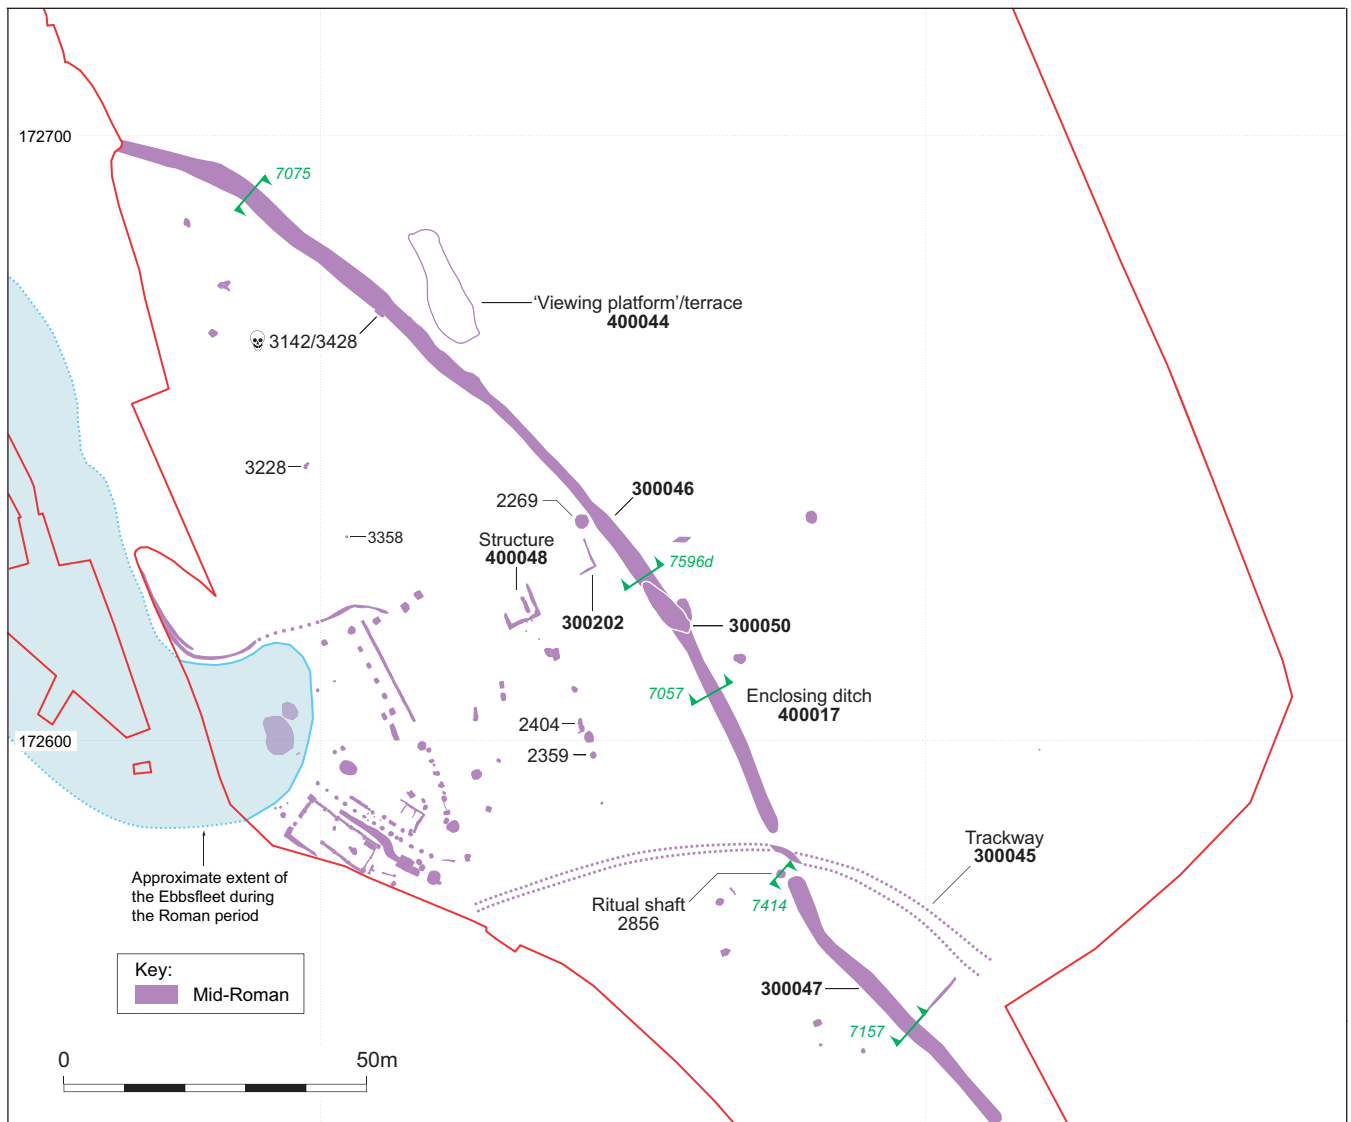 172700
7075
'Viewing platform'/terrace
400044
3142/3428
3228
300046
2269
3358
Structure
400048
7596d
300202
300050
7057
Enclosing ditch
400017
2404
172600
2359
Trackway
300045
Approximate extent of
the Ebbsfleet during
the Roman period
Ritual shaft
2856
7414
Key:
Mid-Roman
300047
7157
0
50m